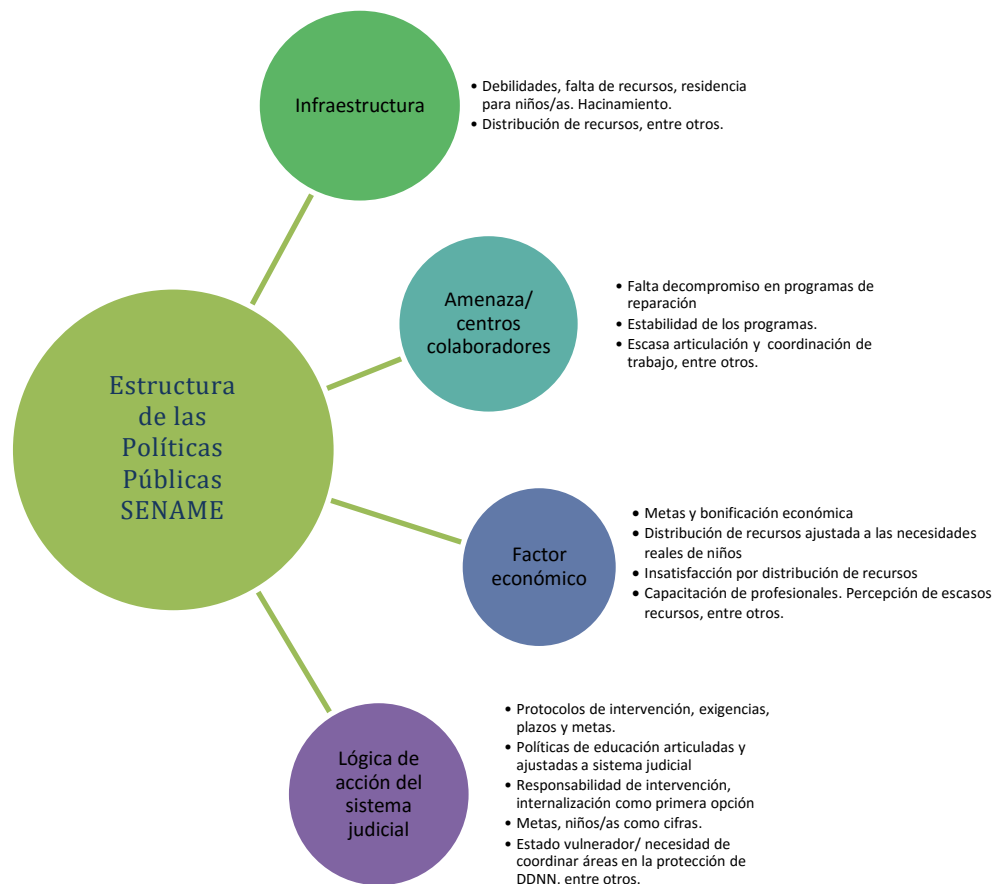 Estructura
de las
Políticas
Públicas
SENAME
Infraestructura
• Debilidades, falta de recursos, residencia
para niños/as. Hacinamiento.
• Distribución de recursos, entre otros.
Amenaza/
centros
colaboradores
• Falta decompromiso en programas de
reparación
• Estabilidad de los programas.
• Escasa articulación y coordinación de
trabajo, entre otros.
Factor
económico
• Metas y bonificación económica
• Distribución de recursos ajustada a las necesidades
reales de niños
• Insatisfacción por distribución de recursos
• Capacitación de profesionales. Percepción de escasos
recursos, entre otros.
Lógica de
acción del
sistema
judicial
• Protocolos de intervención, exigencias,
plazos y metas.
• Políticas de educación articuladas y
ajustadas a sistema judicial
• Responsabilidad de intervención,
internalización como primera opción
• Metas, niños/as como cifras.
• Estado vulnerador/ necesidad de
coordinar áreas en la protección de
DDNN. entre otros.